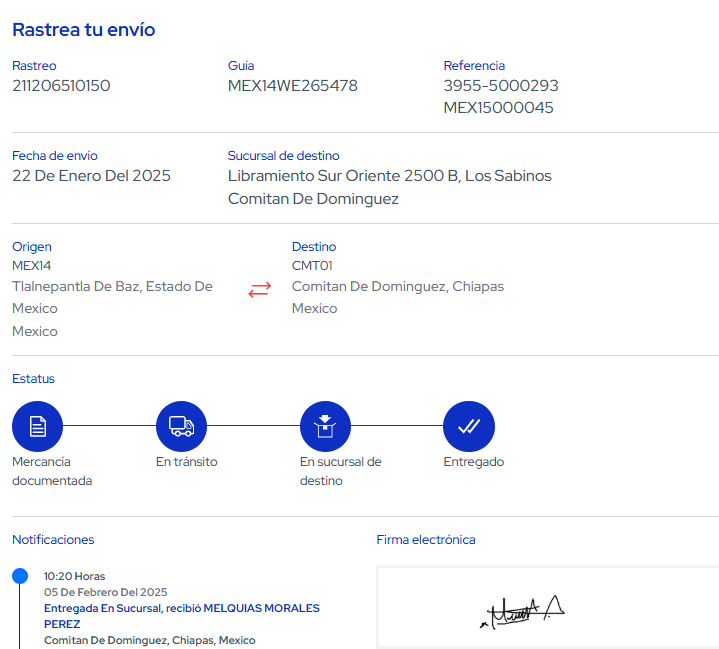 Rastrea tu envío
Rastreo
211206510150
Guía
MEX14WE265478
Referencia
3955-5000293
MEX15000045
Fecha de envío
22 De Enero Del 2025
Sucursal de destino
Libramiento Sur Oriente 2500 B, Los Sabinos
Comitan De Dominguez
Origen
MEX14
Tlalnepantla De Baz, Estado De
Mexico
Mexico
Destino
CMT01
Comitan De Dominguez, Chiapas
Mexico
Estatus
Mercancía
documentada
En tránsito
En sucursal de
destino
Entregado
Notificaciones
10:20 Horas
05 De Febrero Del 2025
Entregada En Sucursal, recibió MELQUIAS MORALES
PEREZ
Comitan De Dominguez, Chiapas, Mexico
Firma electrónica